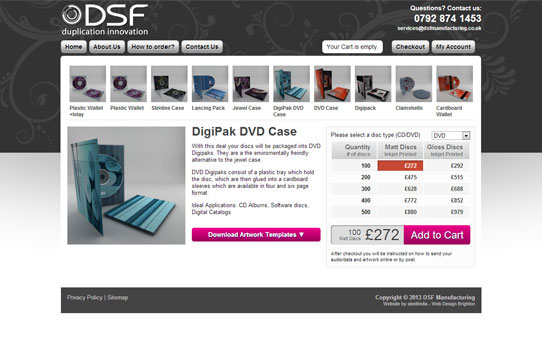 DSF
duplication innovation
Questions? Contact us:
0792 874 1453
services@dsfmanufacturing.co.uk
Home
About Us
How to order?
Contact Us
Your Cart is empty.
Checkout
My Account
Plastic Wallet +Inlay
Plastic Wallet
Slimline Case
Lancing Pack
Jewel Case
DigiPak DVD Case
DVD Case
Digipack
Clamshells
Cardboard Wallet
DigiPak DVD Case
With this deal your discs will be packaged into DVD
Digipaks. They are a the enviromentally friendly
alternative to the jewel case.
DVD Digipaks consist of a plastic tray which hold
the disc, which are then glued into a cardboard
sleeves which are available in four and six page
format
Ideal Applications: CD Albums, Software discs,
Digital Catalogs
Download Artwork Templates ▼
Please select a disc type (CD/DVD)
DVD
Quantity # of discs
Matt Discs Inkjet Printed
Gloss Discs Inkjet Printed
100 £272 £292
200 £475 £515
300 £628 £688
400 £772 £852
500 £880 £979
100 Matt Discs £272 Add to Cart
After checkout you will be instructed on how to send your
audio/data and artwork online or by post.
Privacy Policy | Sitemap
Copyright © 2013 DSF Manufacturing
Website by
- Web Design Brighton